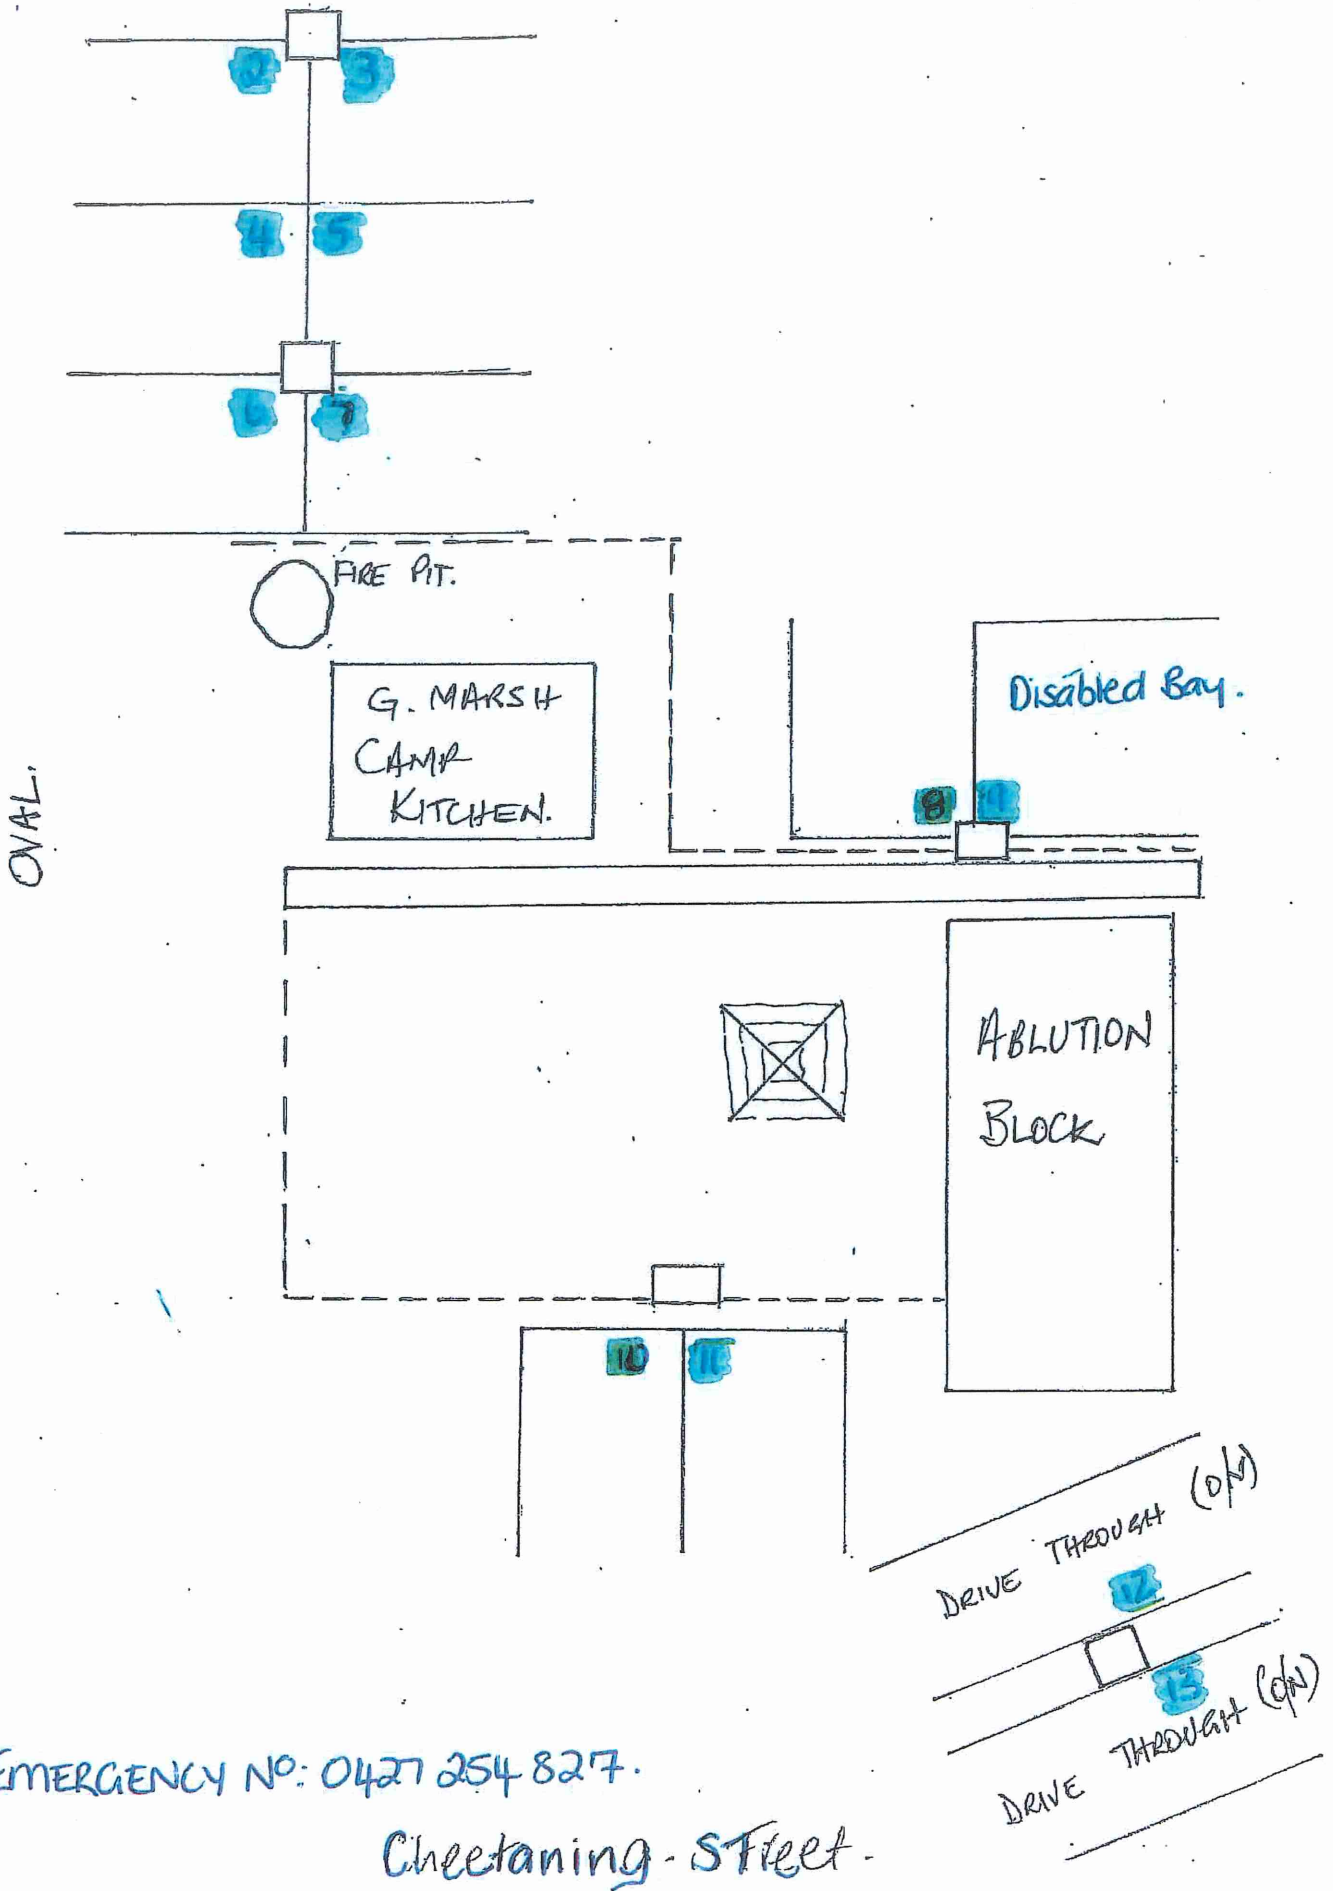 2 3
4 5
6 7
FIRE PIT.
G. MARSH
CAMP
KITCHEN.
Disabled Bay.
8 9
OVAL.
ABLUTION
BLOCK
10 11
DRIVE THROUGH (O/N)
12
13
DRIVE THROUGH (O/N)
EMERGENCY Nº: 0427 254 827.
Cheetaning - Street -